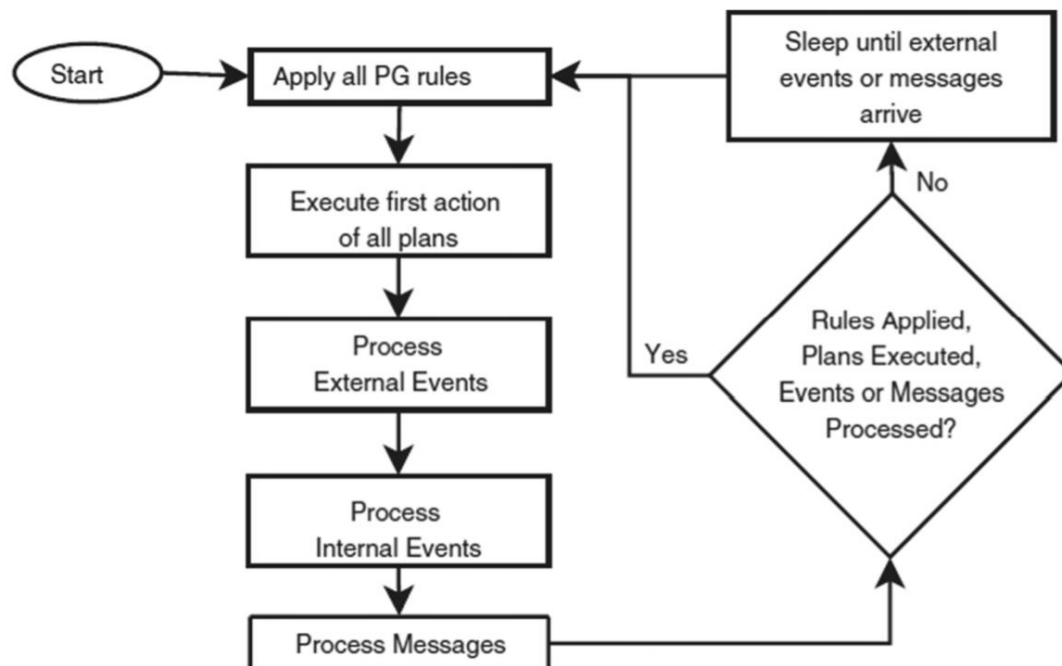 Start
Apply all PG rules
Execute first action
of all plans
Process
External Events
Process
Internal Events
Process Messages
Rules Applied,
Plans Executed,
Events or Messages
Processed?
Yes
No
Sleep until external
events or messages
arrive